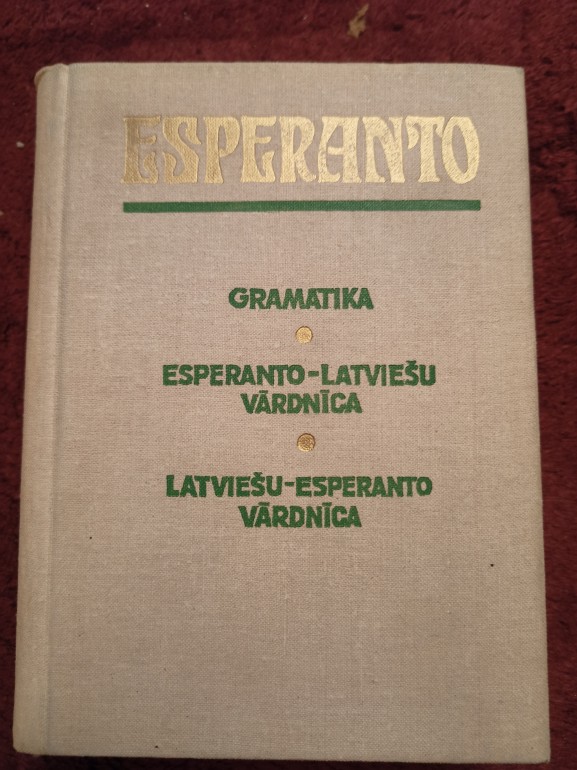 ESPERANTO
GRAMATIKA
ESPERANTO-LATVIEŠU
VĀRDNĪCA
LATVIEŠU-ESPERANTO
VĀRDNĪCA